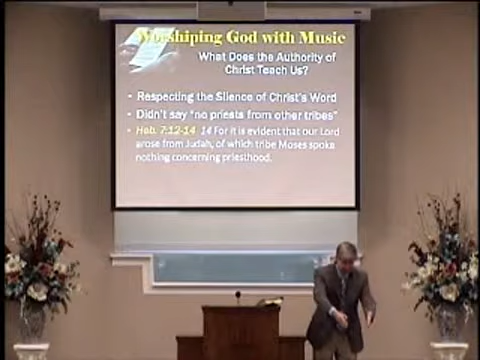 Worshiping God with Music
What Does the Authority of
Christ Teach Us?
• Respecting the Silence of Christ's Word
• Didn't say "no priests from other tribes"
• Heb. 7:12-14 14 For it is evident that our Lord
arose from Judah, of which tribe Moses spoke
nothing concerning priesthood.